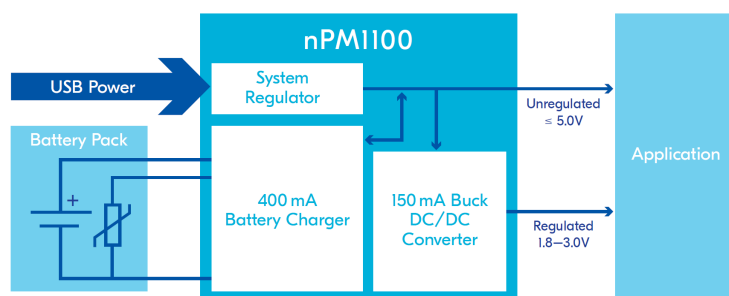 nPM1100
USB Power
System
Regulator
Unregulated
≤ 5.0V
Battery Pack
+
400 mA
Battery Charger
150 mA Buck
DC/DC
Converter
Regulated
1.8–3.0V
Application